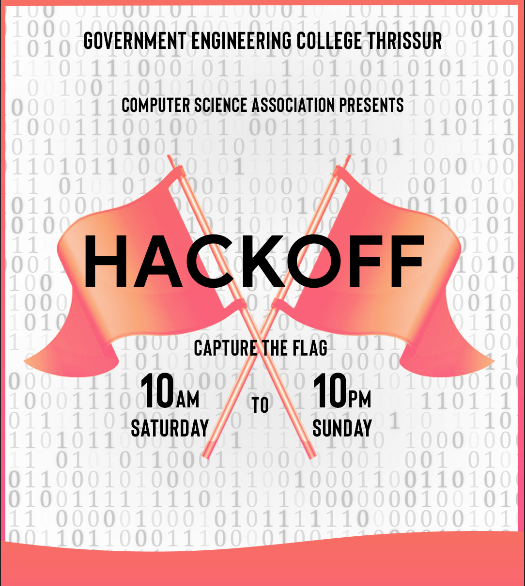 GOVERNMENT ENGINEERING COLLEGE THRISSUR
COMPUTER SCIENCE ASSOCIATION PRESENTS
HACKOFF
CAPTURE THE FLAG
10AM TO 10PM
SATURDAY SUNDAY